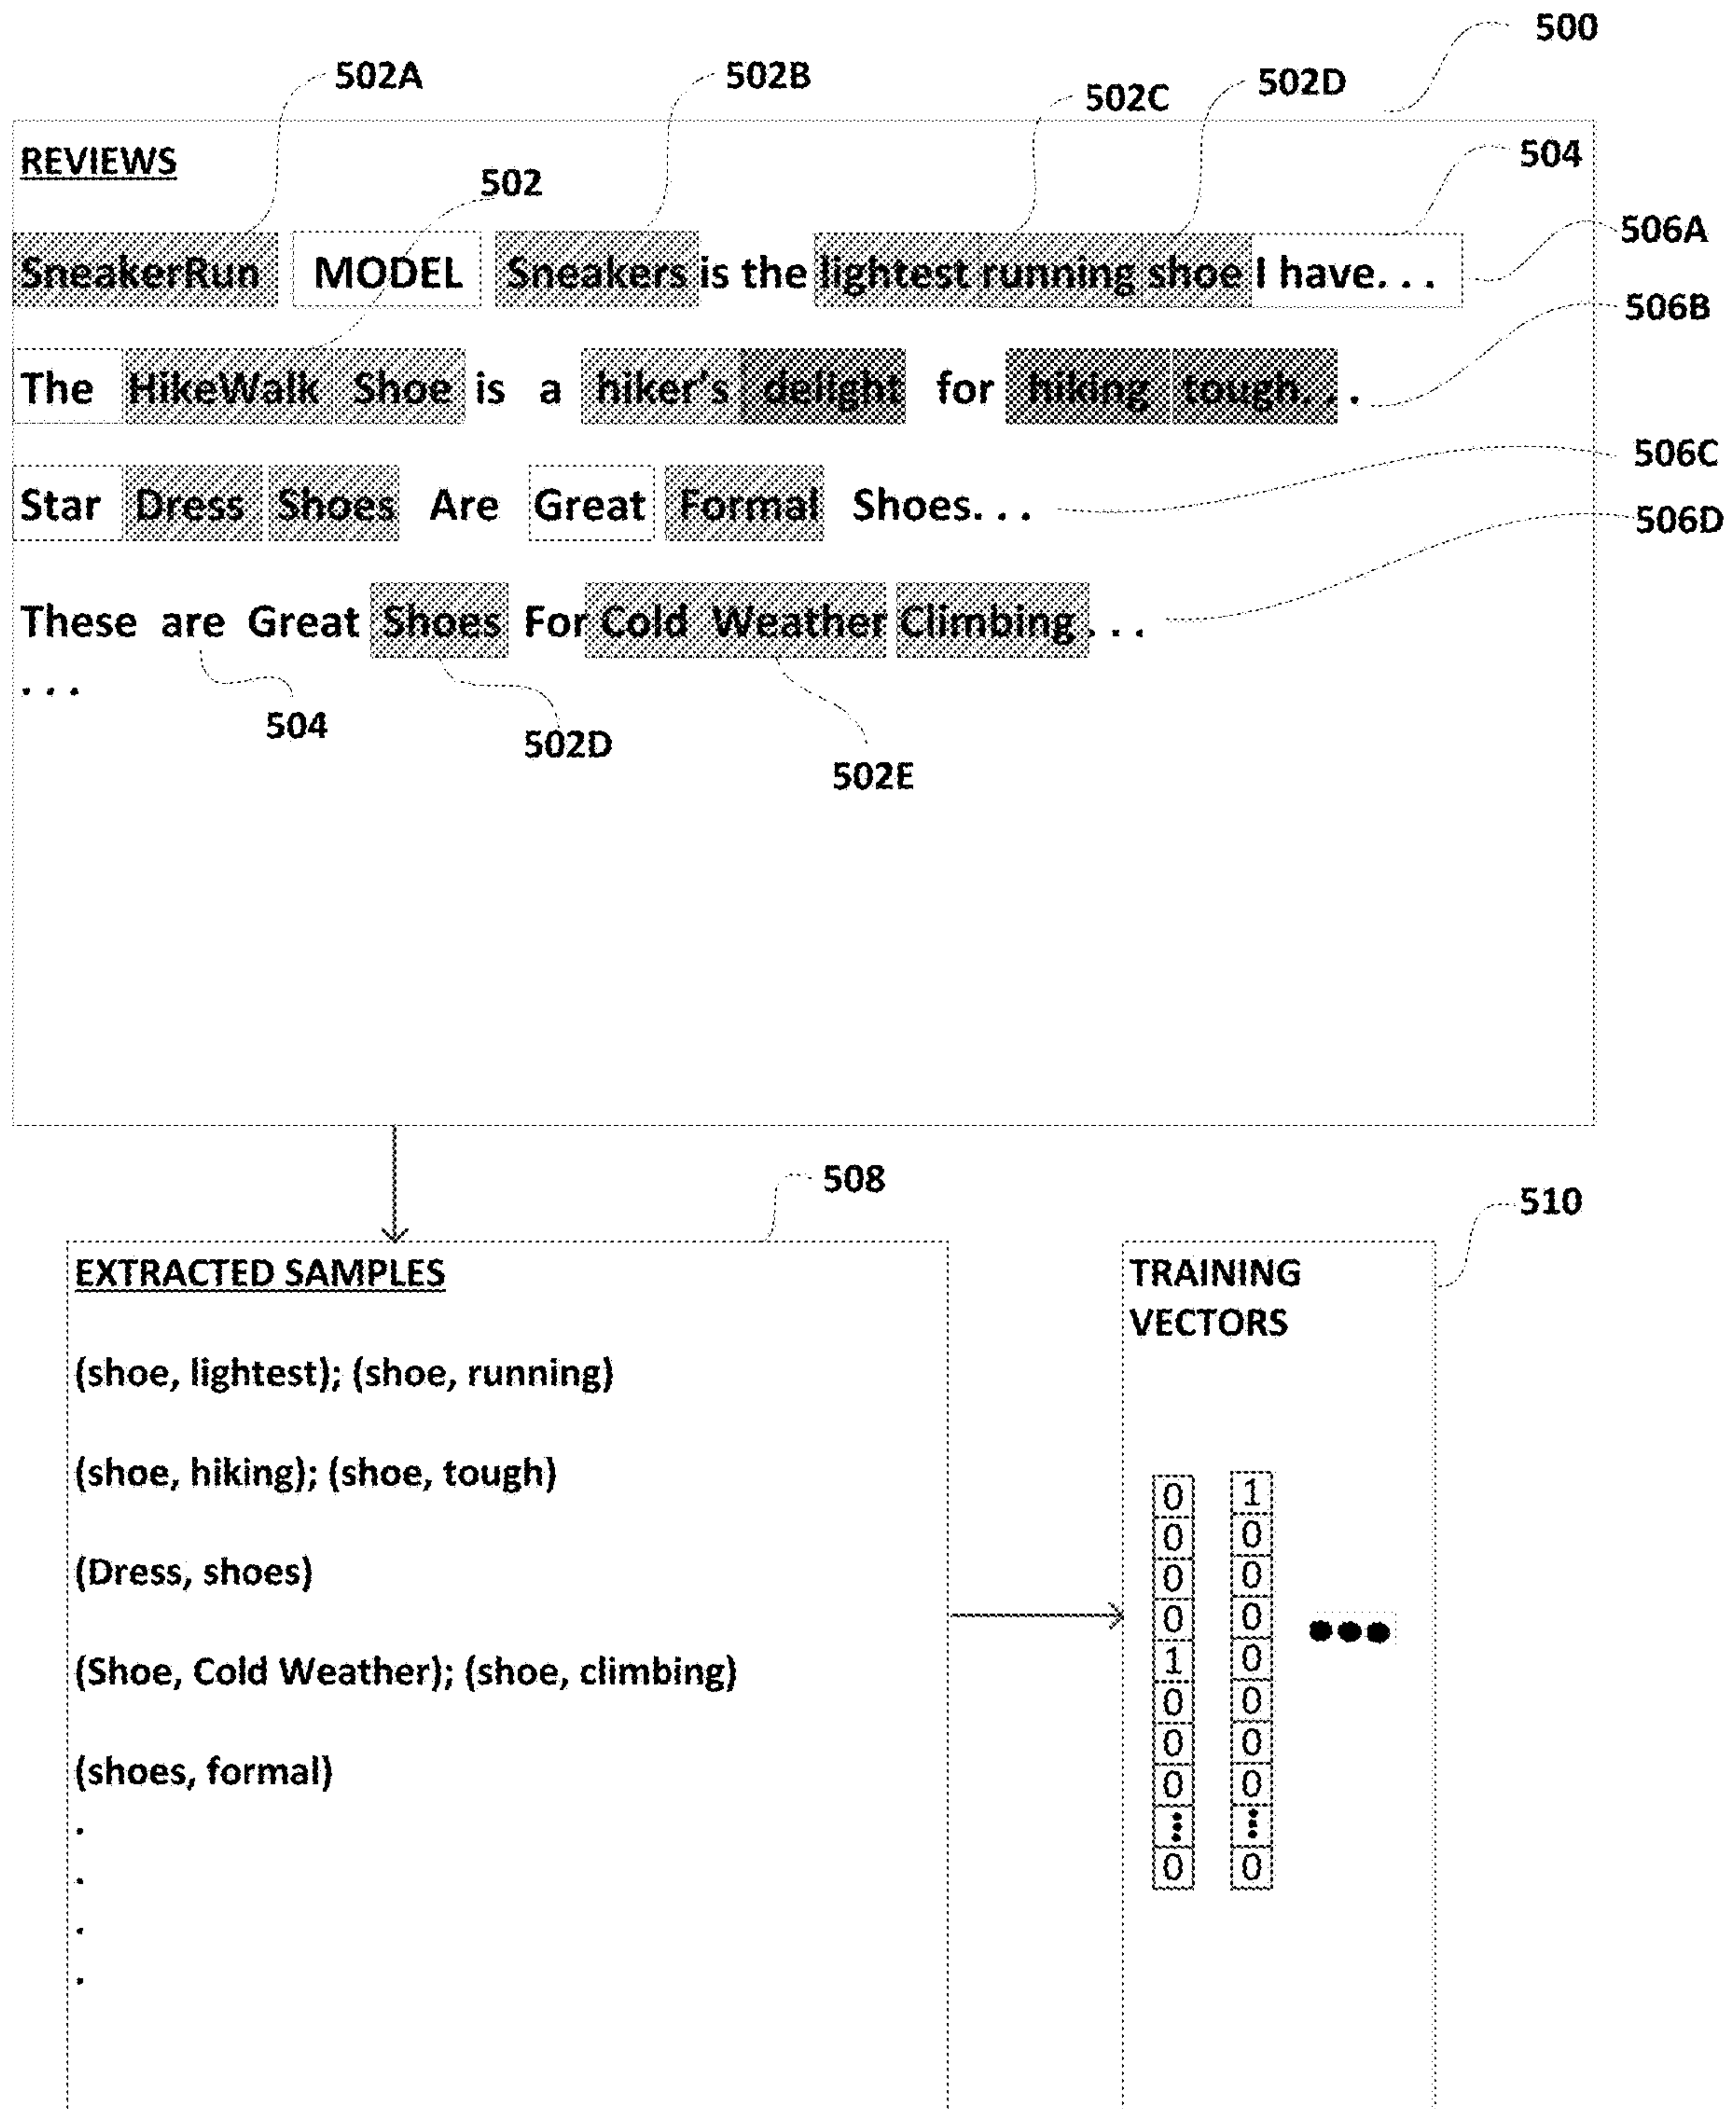 500
502A
502B
502C
502D
REVIEWS
502
504
506A
SneakerRun MODEL Sneakers is the lightest running shoe I have...
506B
The HikeWalk Shoe is a hiker's delight for hiking tough...
506C
Star Dress Shoes Are Great Formal Shoes...
506D
These are Great Shoes For Cold Weather Climbing...
...
504
502D
502E
508
510
EXTRACTED SAMPLES
(shoe, lightest); (shoe, running)
(shoe, hiking); (shoe, tough)
(Dress, shoes)
(Shoe, Cold Weather); (shoe, climbing)
(shoes, formal)
.
.
.
.
TRAINING
VECTORS
0 1
0 0
0 0
0 0
1 0
0 0
0 0
0 0
⋮ ⋮
0 0
●●●